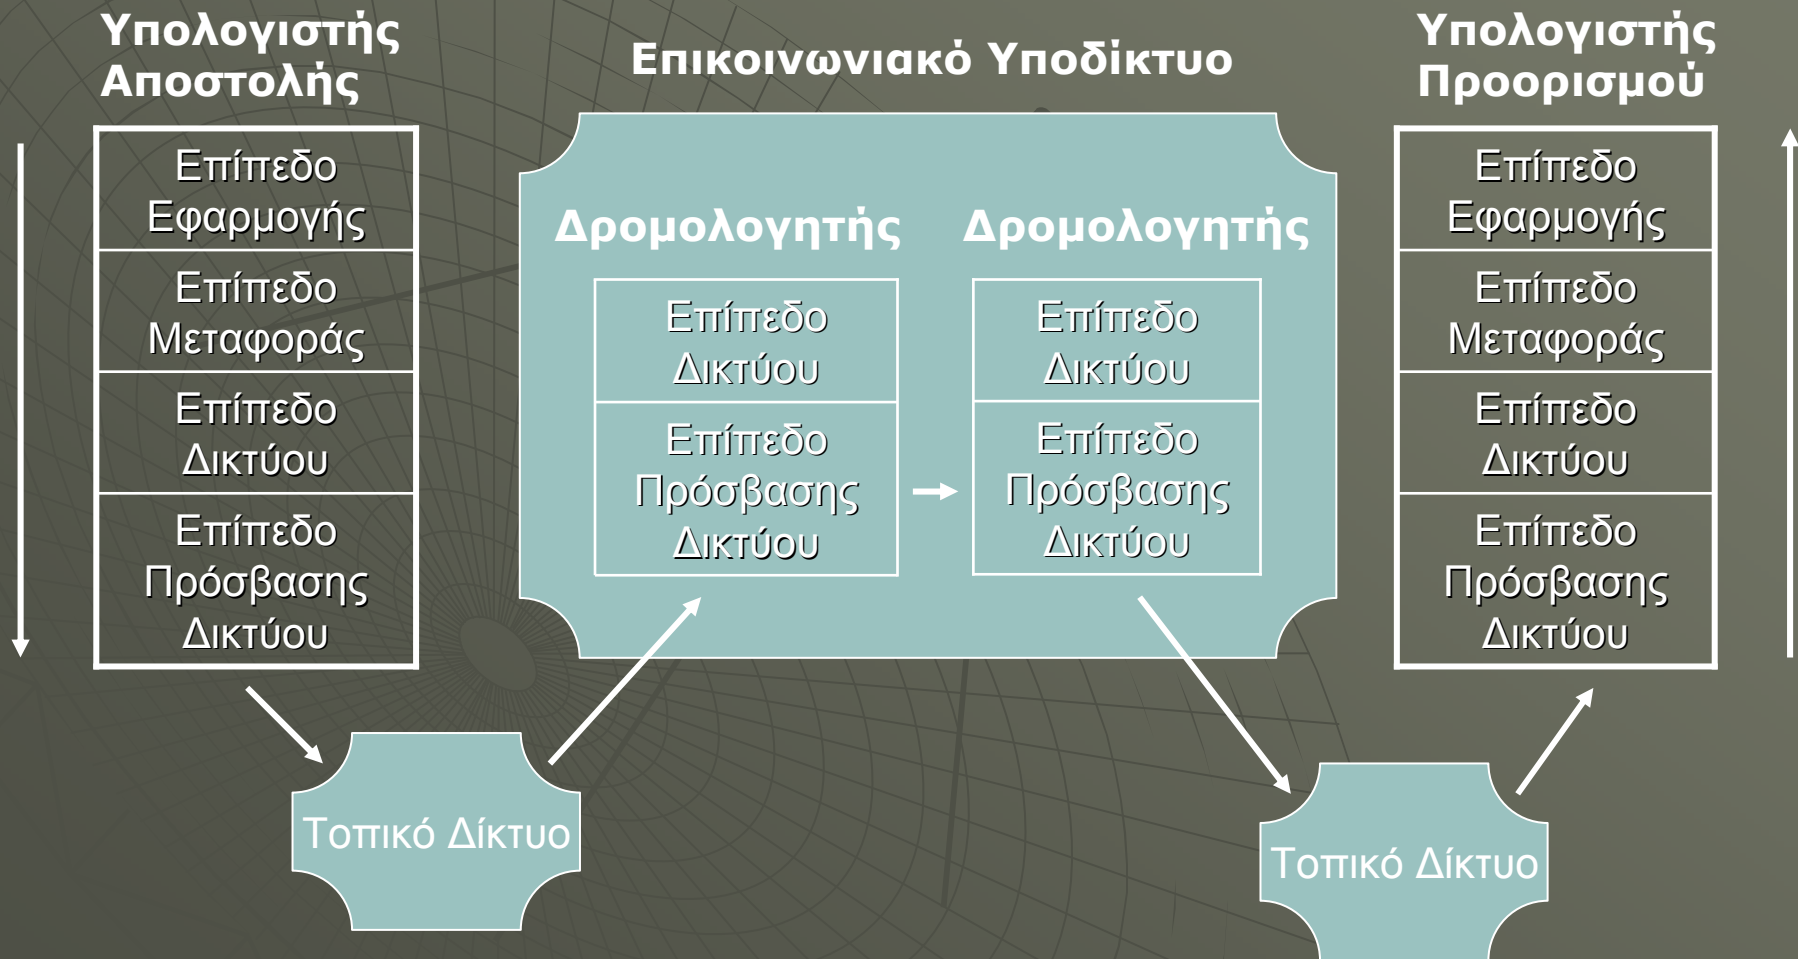 Υπολογιστής
Αποστολής
Επίπεδο
Εφαρμογής
Επίπεδο
Μεταφοράς
Επίπεδο
Δικτύου
Επίπεδο
Πρόσβασης
Δικτύου
Τοπικό Δίκτυο
Επικοινωνιακό Υποδίκτυο
Δρομολογητής
Επίπεδο
Δικτύου
Επίπεδο
Πρόσβασης
Δικτύου
Δρομολογητής
Επίπεδο
Δικτύου
Επίπεδο
Πρόσβασης
Δικτύου
Τοπικό Δίκτυο
Υπολογιστής
Προορισμού
Επίπεδο
Εφαρμογής
Επίπεδο
Μεταφοράς
Επίπεδο
Δικτύου
Επίπεδο
Πρόσβασης
Δικτύου